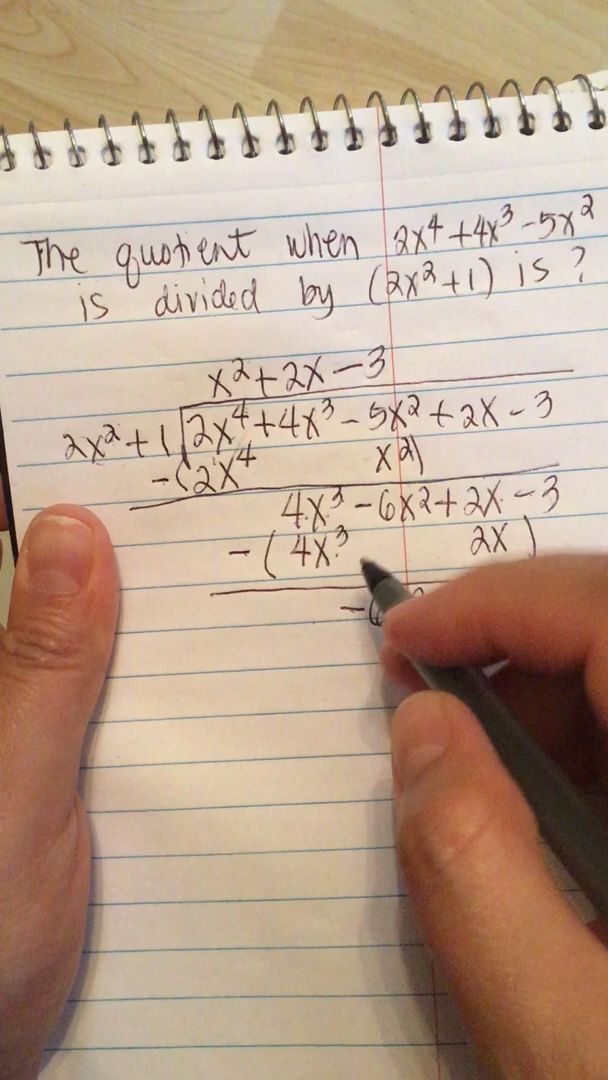 The quotient when 2x⁴ + 4x³ - 5x²
is divided by (2x² + 1) is ?
x² + 2x - 3
2x² + 1 2x⁴ + 4x³ - 5x² + 2x - 3
- (2x⁴ x²)
4x³ - 6x² + 2x - 3
- (4x³ 2x )
-